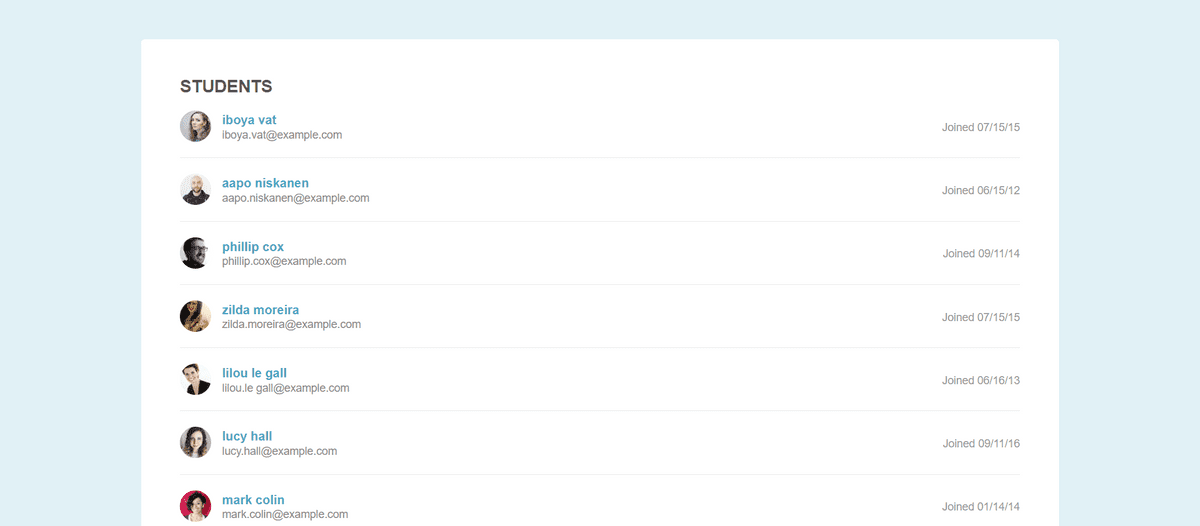 STUDENTS
iboya vat
iboya.vat@example.com
Joined 07/15/15
aapo niskanen
aapo.niskanen@example.com
Joined 06/15/12
phillip cox
phillip.cox@example.com
Joined 09/11/14
zilda moreira
zilda.moreira@example.com
Joined 07/15/15
lilou le gall
lilou.le gall@example.com
Joined 06/16/13
lucy hall
lucy.hall@example.com
Joined 09/11/16
mark colin
mark.colin@example.com
Joined 01/14/14